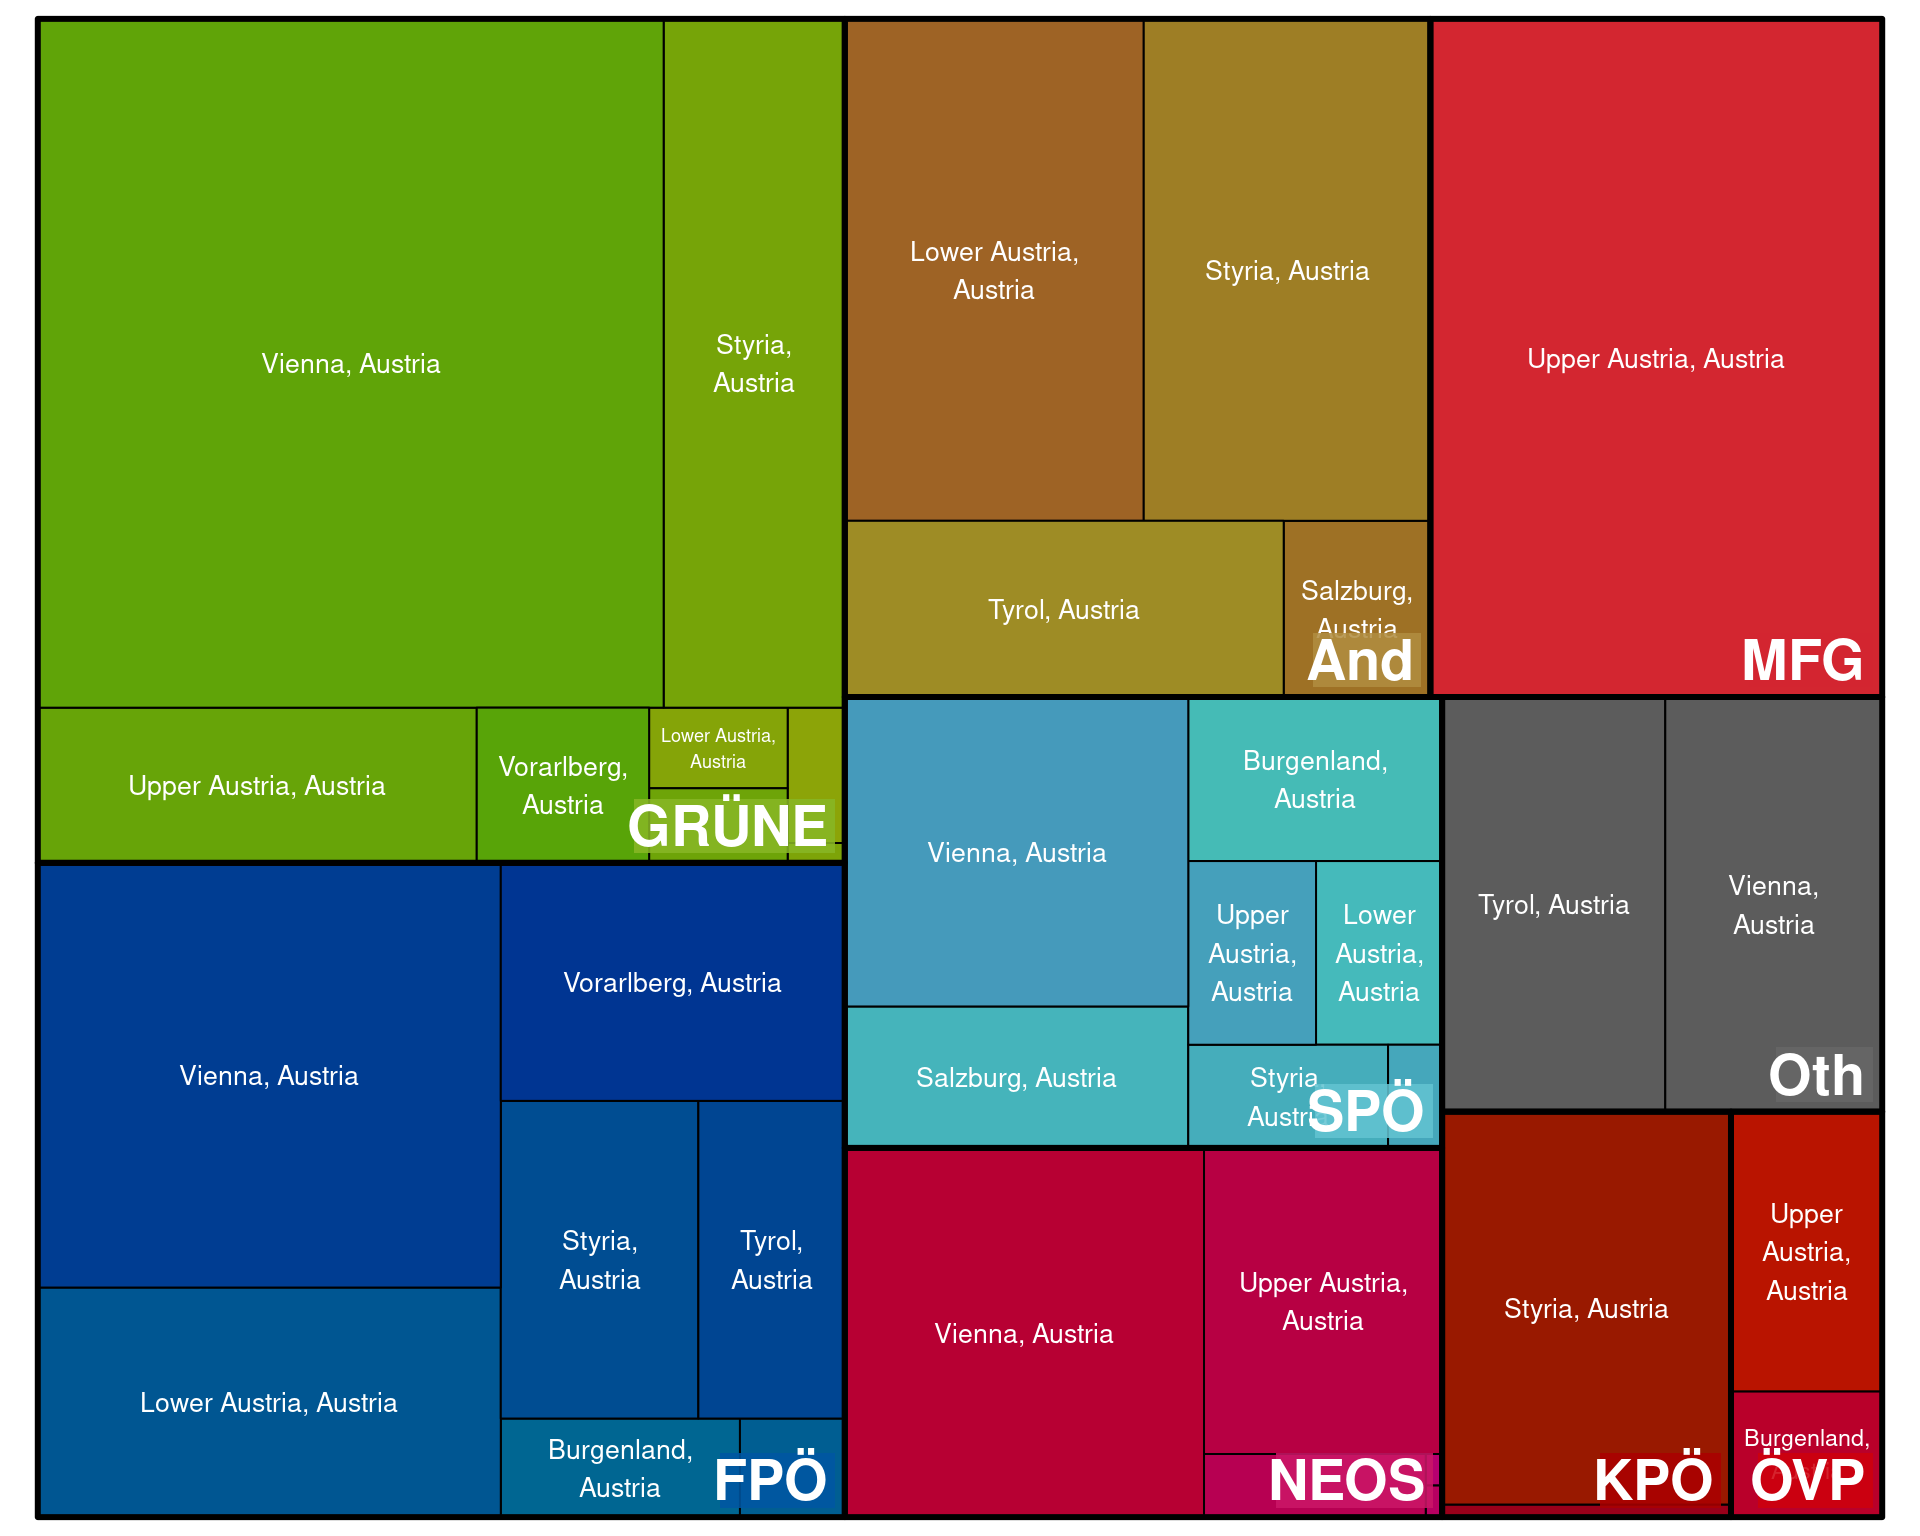 Vienna, Austria
Styria,
Austria
Upper Austria, Austria
Vorarlberg,
Austria
Lower Austria,
Austria
GRÜNE
Lower Austria,
Austria
Styria, Austria
Tyrol, Austria
Salzburg,
Austria
And
Upper Austria, Austria
MFG
Vienna, Austria
Vorarlberg, Austria
Styria,
Austria
Tyrol,
Austria
Lower Austria, Austria
Burgenland,
Austria
FPÖ
Vienna, Austria
Burgenland,
Austria
Upper
Austria,
Austria
Lower
Austria,
Austria
Salzburg, Austria
Styria,
Austria
SPÖ
Tyrol, Austria
Vienna,
Austria
Oth
Vienna, Austria
Upper Austria,
Austria
NEOS
Styria, Austria
KPÖ
Upper
Austria,
Austria
Burgenland,
ÖVP